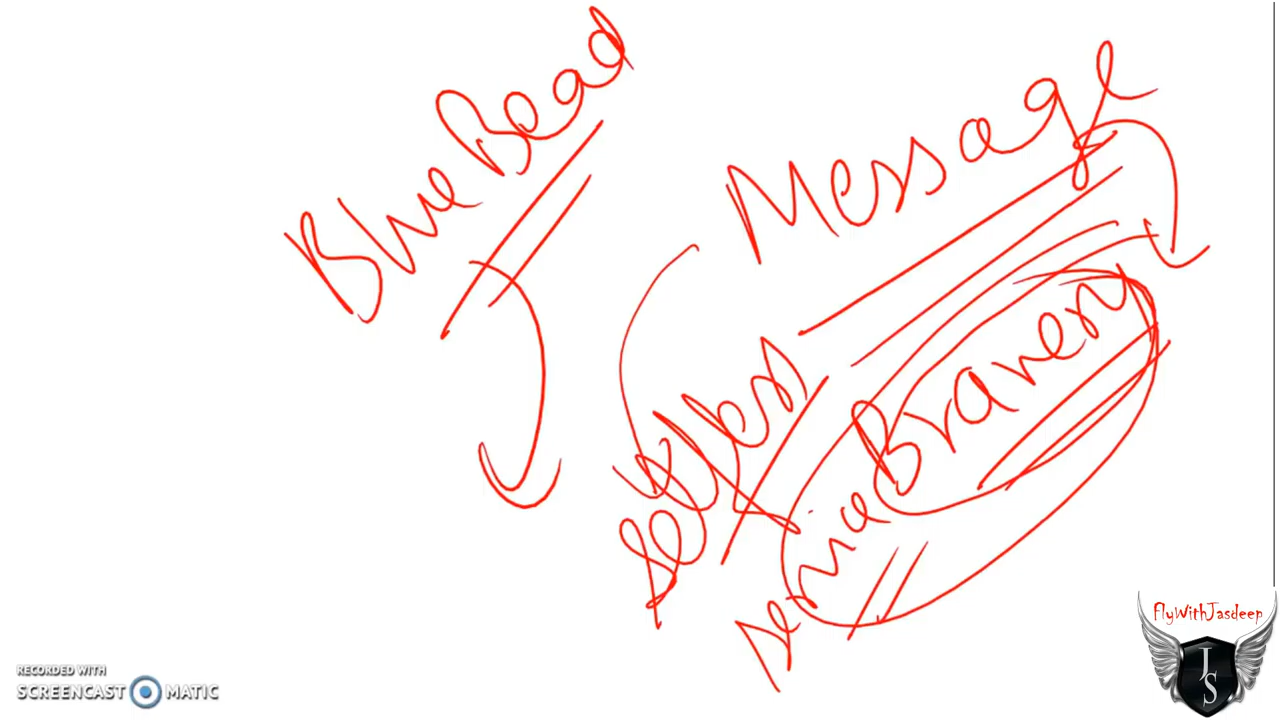 Blue Bead
Message
Selfless
service
Bravery
FlyWithJasdeep
JS
RECORDED WITH
SCREENCAST MATIC